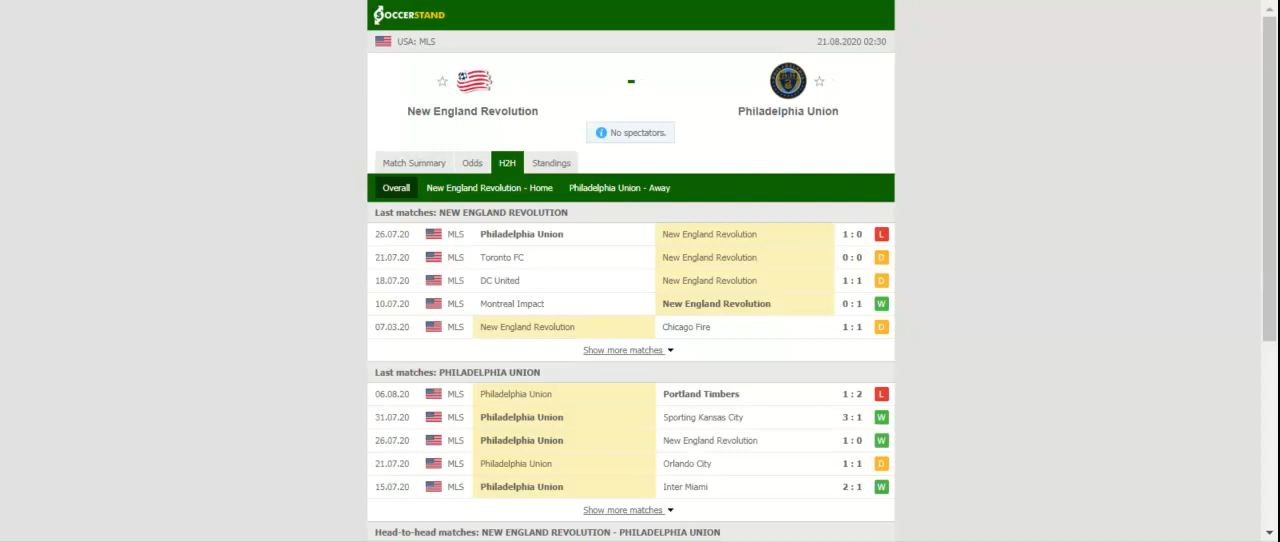 SOCCERSTAND
USA: MLS 21.08.2020 02:30
-
New England Revolution Philadelphia Union
No spectators.
Match Summary Odds H2H Standings
Overall New England Revolution - Home Philadelphia Union - Away
Last matches: NEW ENGLAND REVOLUTION
26.07.20 MLS Philadelphia Union New England Revolution 1 : 0 L
21.07.20 MLS Toronto FC New England Revolution 0 : 0 D
18.07.20 MLS DC United New England Revolution 1 : 1 D
10.07.20 MLS Montreal Impact New England Revolution 0 : 1 W
07.03.20 MLS New England Revolution Chicago Fire 1 : 1 D
Show more matches
Last matches: PHILADELPHIA UNION
06.08.20 MLS Philadelphia Union Portland Timbers 1 : 2 L
31.07.20 MLS Philadelphia Union Sporting Kansas City 3 : 1 W
26.07.20 MLS Philadelphia Union New England Revolution 1 : 0 W
21.07.20 MLS Philadelphia Union Orlando City 1 : 1 D
15.07.20 MLS Philadelphia Union Inter Miami 2 : 1 W
Show more matches
Head-to-head matches: NEW ENGLAND REVOLUTION - PHILADELPHIA UNION